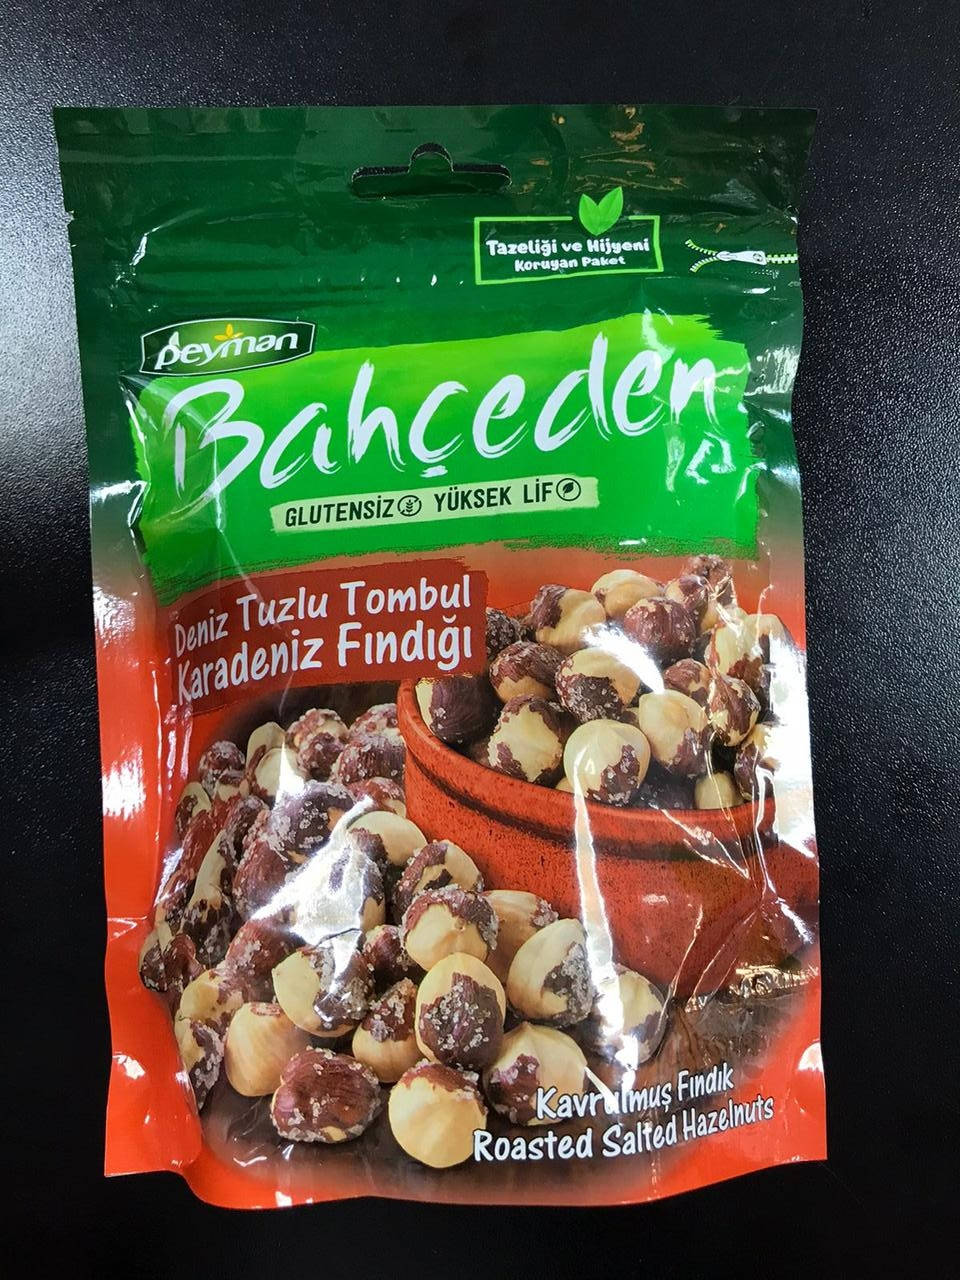 Tazeliği ve Hijyeni
Koruyan Paket
peyman
Bahçeden
GLUTENSİZ YÜKSEK LİF
Deniz Tuzlu Tombul
Karadeniz Fındığı
Kavrulmuş Fındık
Roasted Salted Hazelnuts